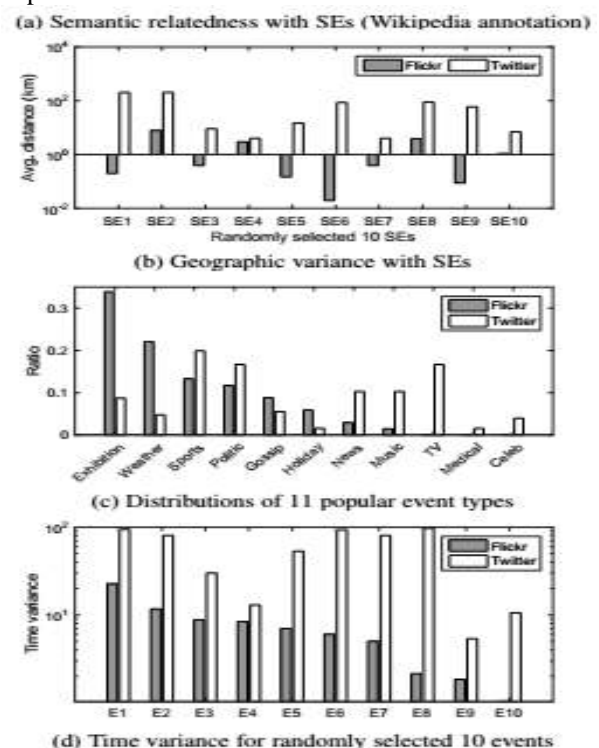 (a) Semantic relatedness with SEs (Wikipedia annotation)
10^4
10^2
10^0
10^-2
Avg. distance (km)
Flickr Twitter
SE1 SE2 SE3 SE4 SE5 SE6 SE7 SE8 SE9 SE10
Randomly selected 10 SEs
(b) Geographic variance with SEs
0.3
0.2
0.1
0
Ratio
Flickr
Twitter
Exhibition Weather Sports Politic Gossip Holiday News Music TV Medical Celeb
(c) Distributions of 11 popular event types
10^2
10^1
Time variance
Flickr
Twitter
E1 E2 E3 E4 E5 E6 E7 E8 E9 E10
(d) Time variance for randomly selected 10 events